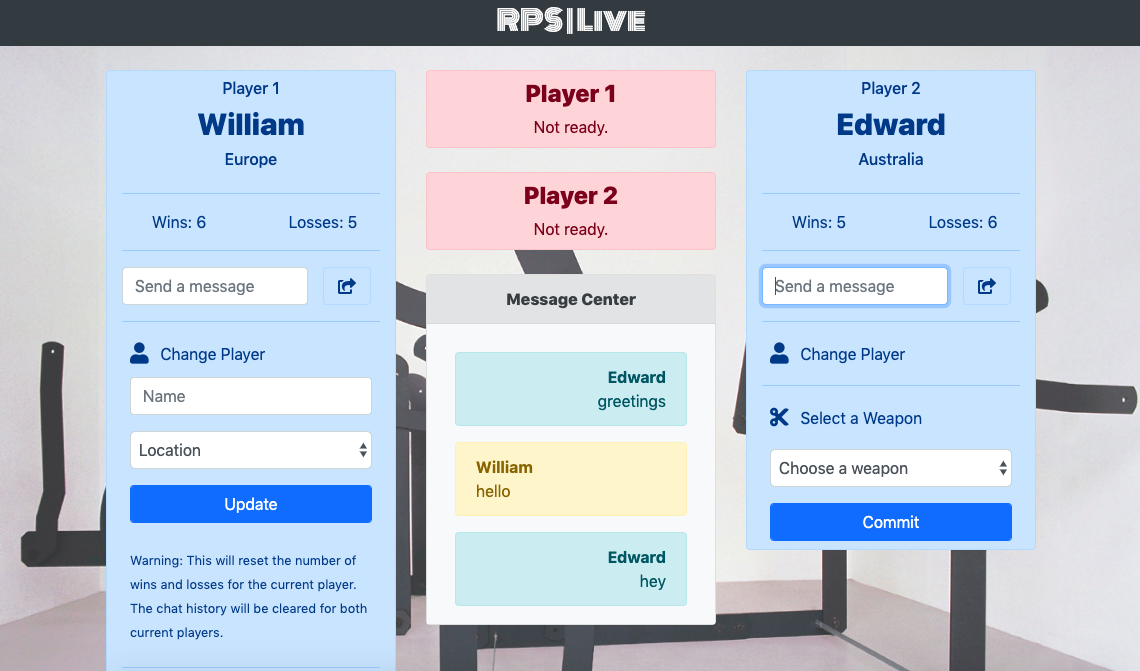 RPS|LIVE
Player 1
William
Europe
Wins: 6
Losses: 5
Send a message
Change Player
Name
Location
Update
Warning: This will reset the number of
wins and losses for the current player.
The chat history will be cleared for both
current players.
Player 1
Not ready.
Player 2
Not ready.
Message Center
Edward
greetings
William
hello
Edward
hey
Player 2
Edward
Australia
Wins: 5
Losses: 6
Send a message
Change Player
Select a Weapon
Choose a weapon
Commit